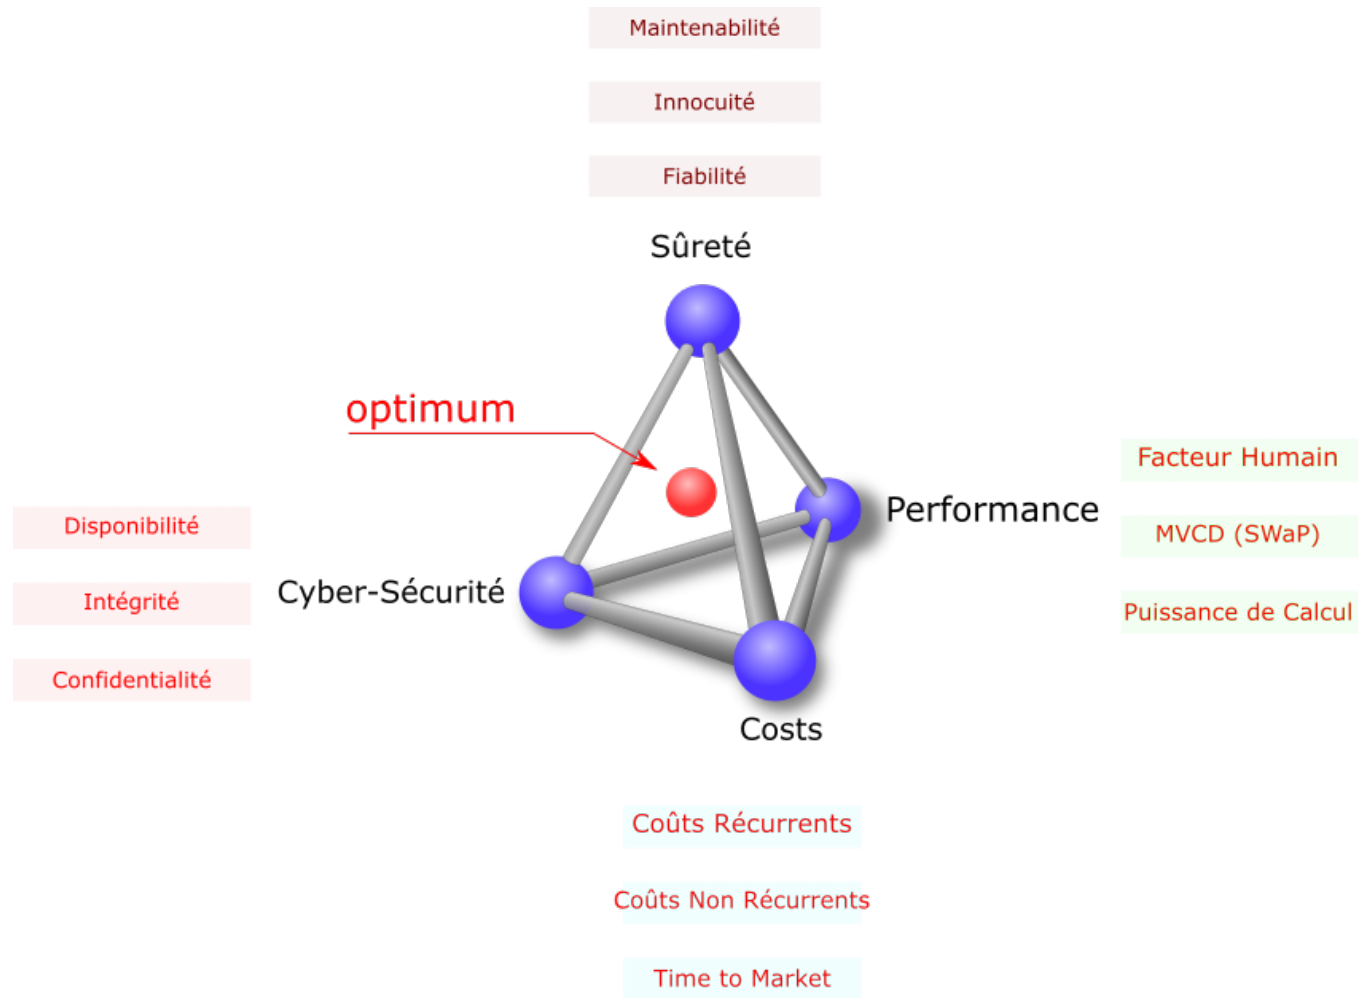 Maintenabilité
Innocuité
Fiabilité
Sûreté
optimum
Facteur Humain
Performance
MVCD (SWaP)
Puissance de Calcul
Disponibilité
Cyber-Sécurité
Intégrité
Confidentialité
Costs
Coûts Récurrents
Coûts Non Récurrents
Time to Market